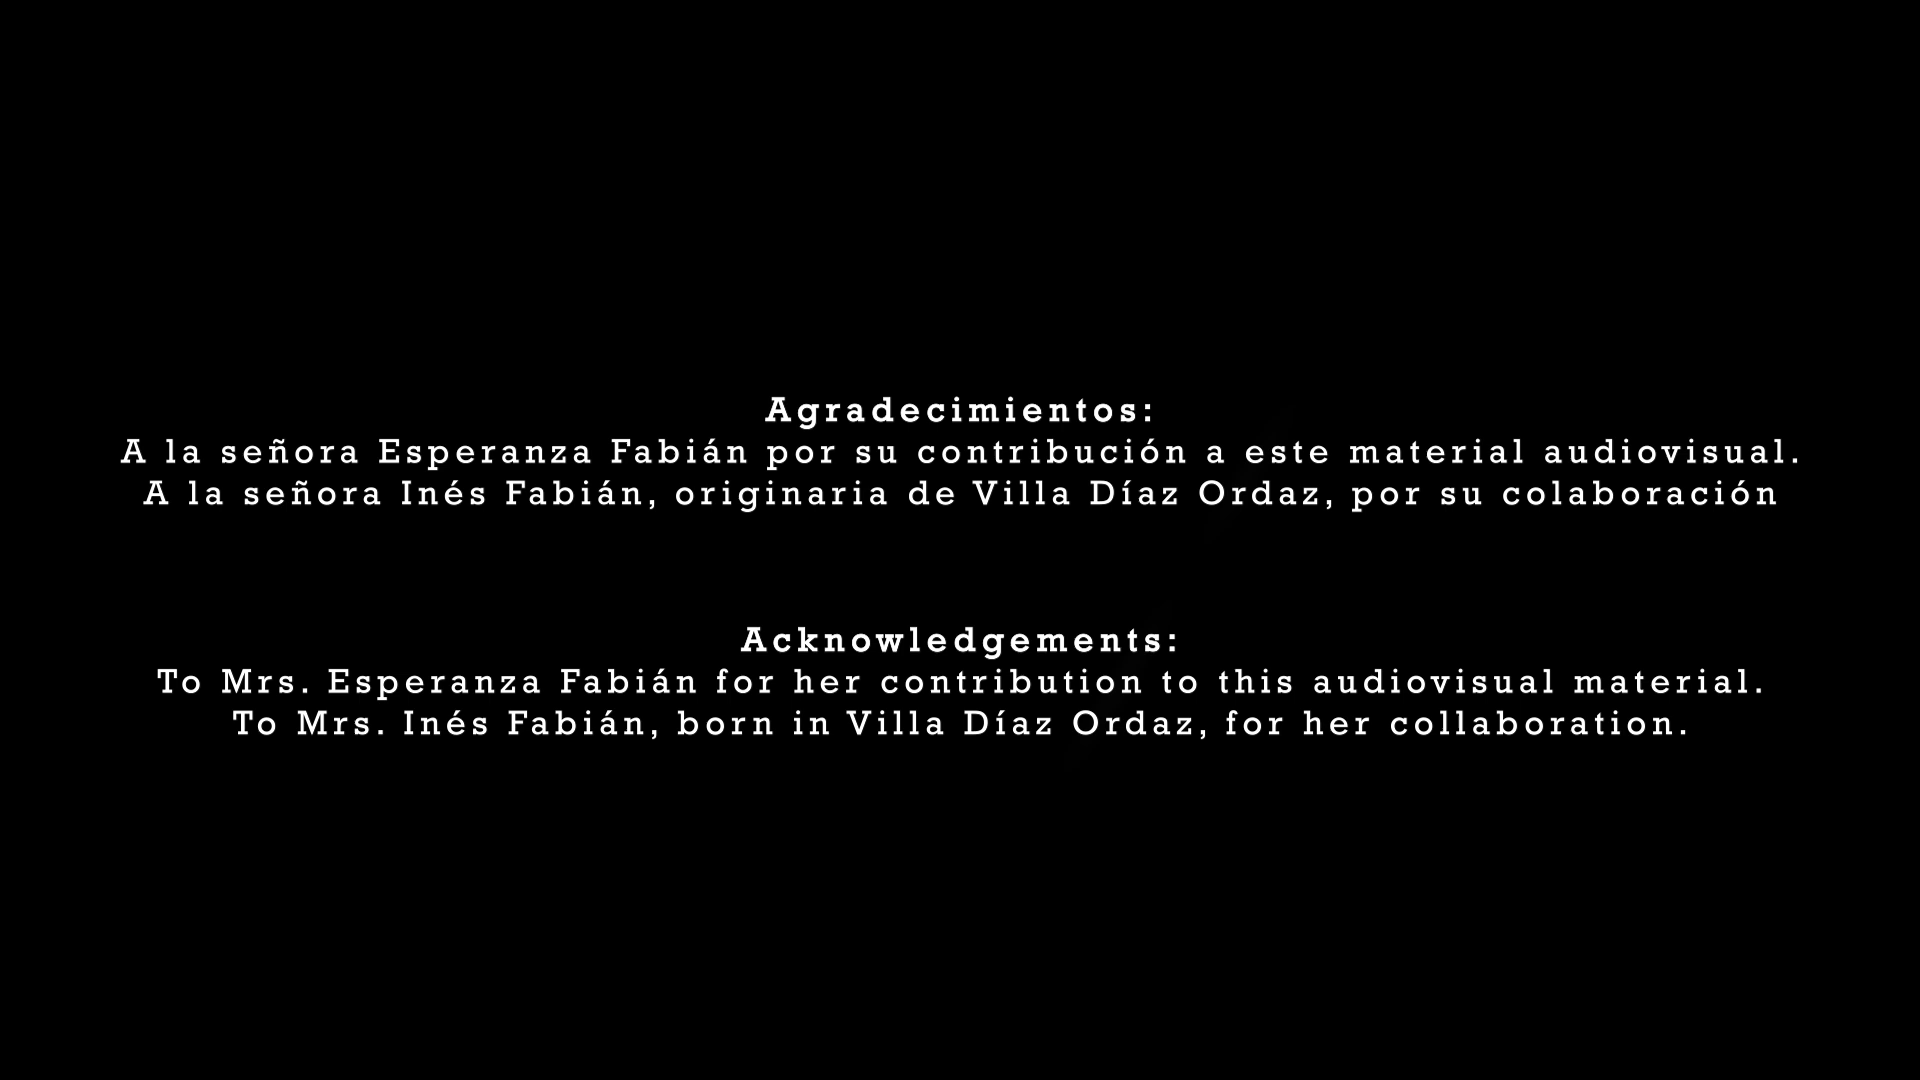 Agradecimientos:
A la señora Esperanza Fabián por su contribución a este material audiovisual.
A la señora Inés Fabián, originaria de Villa Díaz Ordaz, por su colaboración
Acknowledgements:
To Mrs. Esperanza Fabián for her contribution to this audiovisual material.
To Mrs. Inés Fabián, born in Villa Díaz Ordaz, for her collaboration.